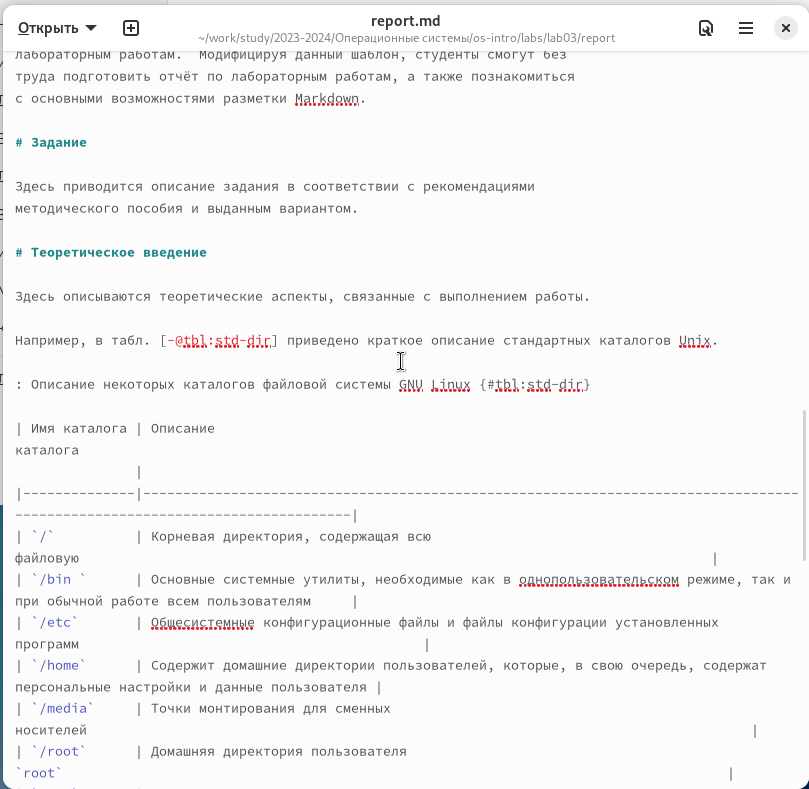 Открыть
report.md
~/work/study/2023-2024/Операционные системы/os-intro/labs/lab03/report
лабораторным работам.  Модифицируя данный шаблон, студенты смогут без
труда подготовить отчёт по лабораторным работам, а также познакомиться
с основными возможностями разметки Markdown.
# Задание
Здесь приводится описание задания в соответствии с рекомендациями
методического пособия и выданным вариантом.
# Теоретическое введение
Здесь описываются теоретические аспекты, связанные с выполнением работы.
Например, в табл. [-@tbl:std-dir] приведено краткое описание стандартных каталогов Unix.
: Описание некоторых каталогов файловой системы GNU Linux {#tbl:std-dir}
| Имя каталога | Описание
каталога
|
|--------------|----------------------------------------------------------------------------------
------------------------------------------|
| `/`          | Корневая директория, содержащая всю
файловую                                                                               |
| `/bin `      | Основные системные утилиты, необходимые как в однопользовательском режиме, так и
при обычной работе всем пользователям     |
| `/etc`       | Общесистемные конфигурационные файлы и файлы конфигурации установленных
программ                                           |
| `/home`      | Содержит домашние директории пользователей, которые, в свою очередь, содержат
персональные настройки и данные пользователя |
| `/media`     | Точки монтирования для сменных
носителей                                                                                   |
| `/root`      | Домашняя директория пользователя
`root`                                                                                   |